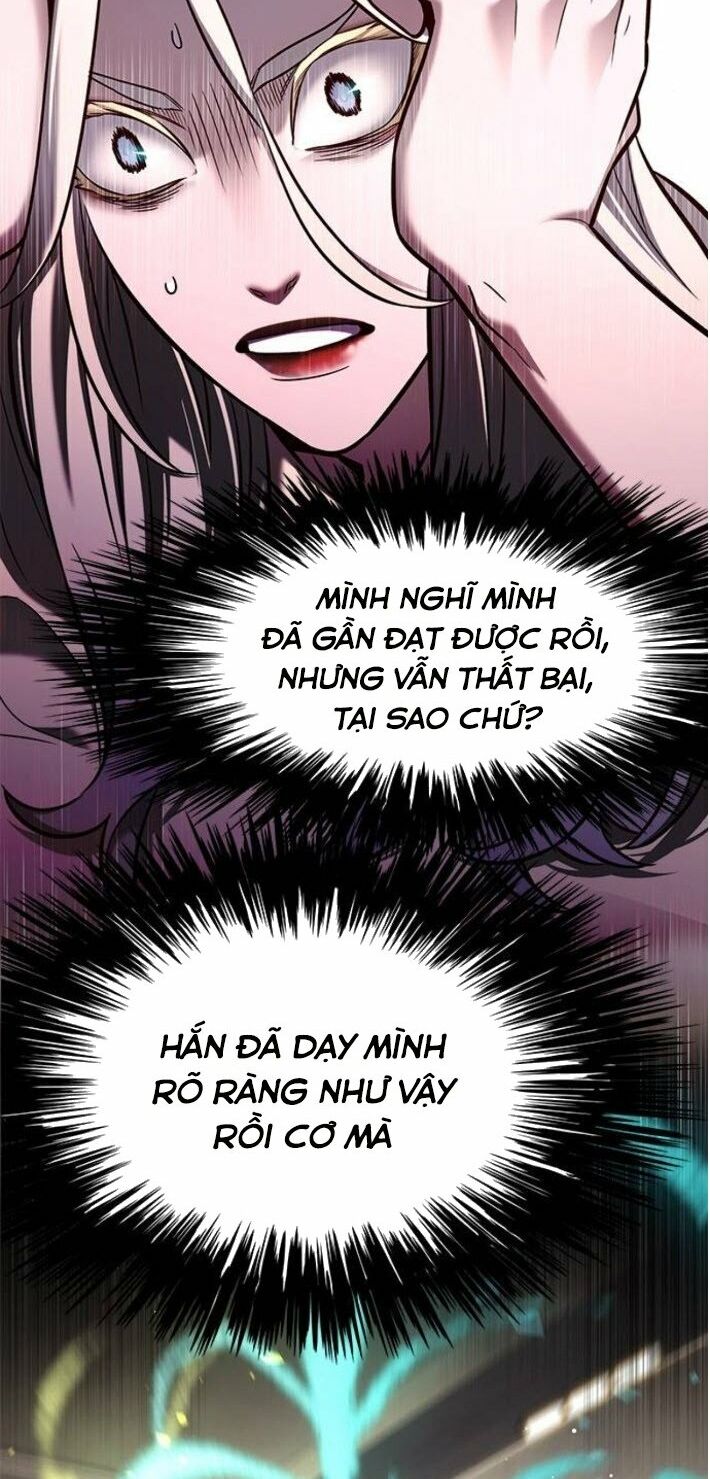 MÌNH NGHĨ MÌNH
ĐÃ GẦN ĐẠT ĐƯỢC RỒI,
NHƯNG VẪN THẤT BẠI,
TẠI SAO CHỨ?
HẮN ĐÃ DẠY MÌNH
RÕ RÀNG NHƯ VẬY
RỒI CƠ MÀ